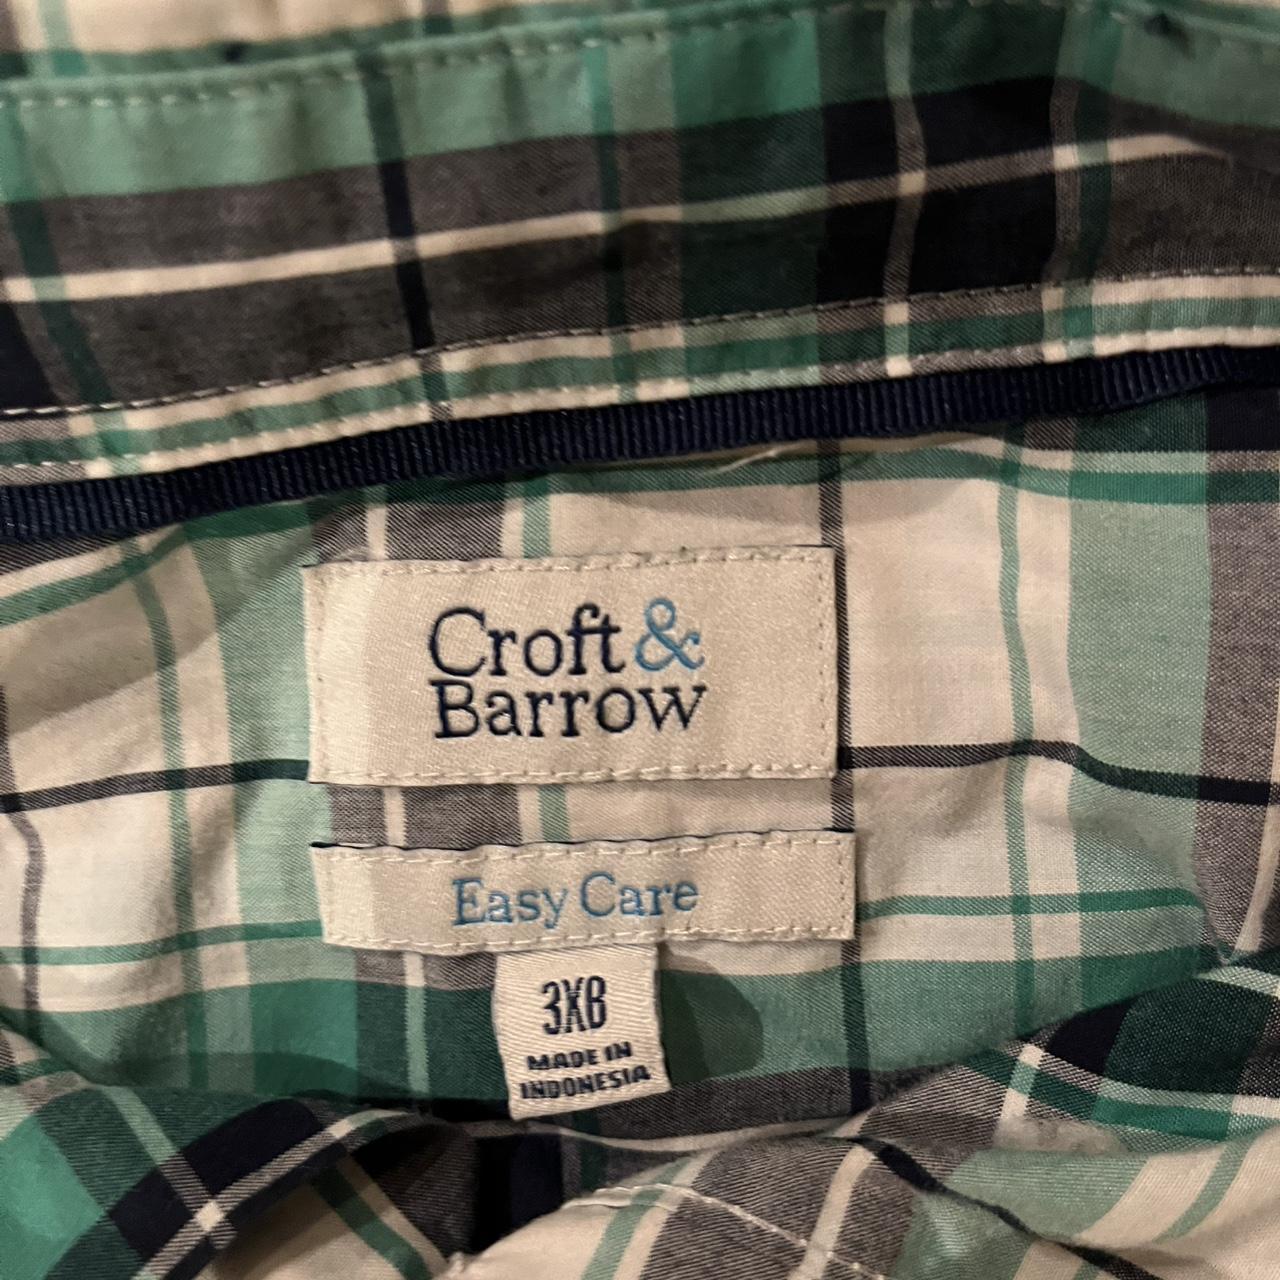 Croft &
Barrow
Easy Care
3XB
MADE IN
INDONESIA